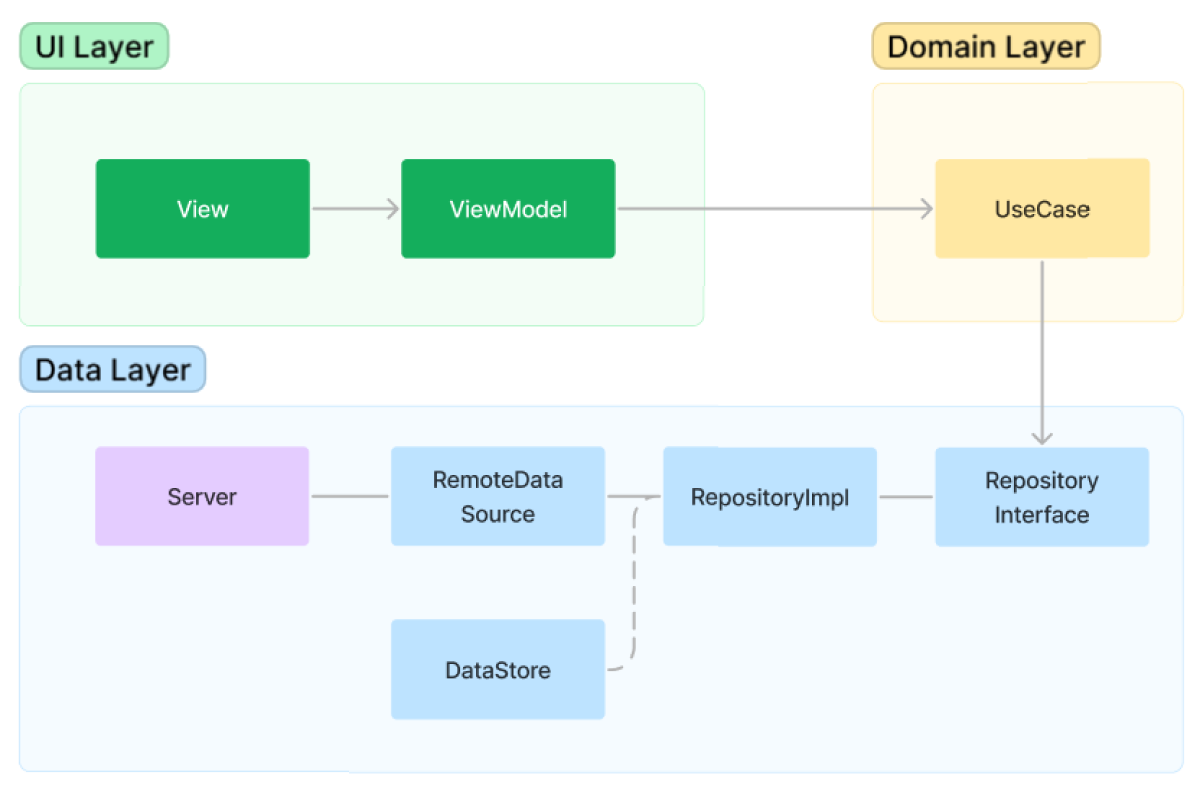 UI Layer
Domain Layer
View
ViewModel
UseCase
Data Layer
Server
RemoteData
Source
RepositoryImpl
Repository
Interface
DataStore